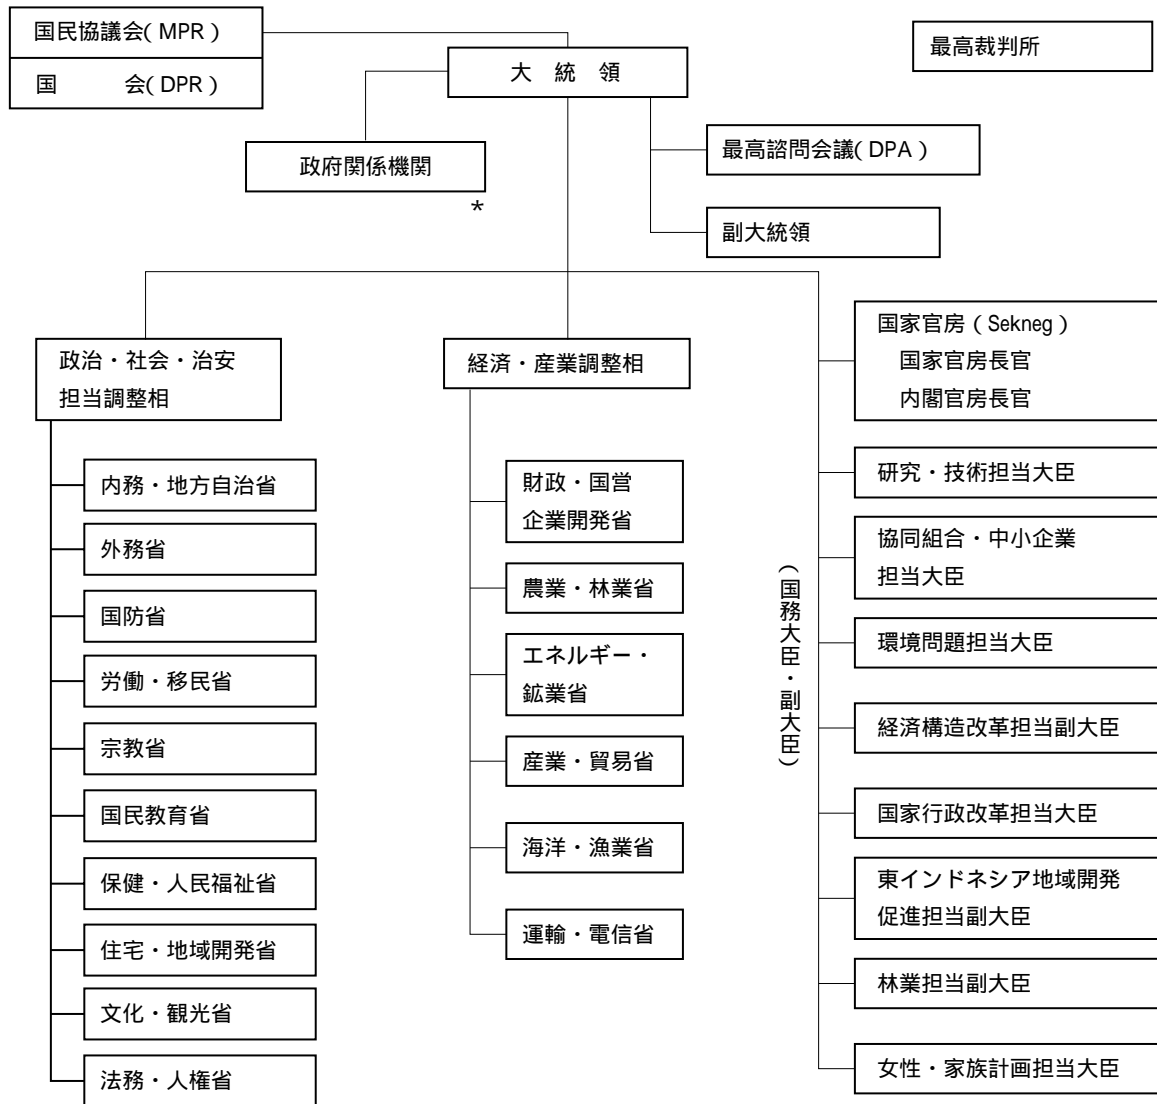 国民協議会( MPR )
国　　会( DPR )
大 統 領
最高裁判所
政府関係機関
*
最高諮問会議( DPA )
副大統領
政治・社会・治安
担当調整相
内務・地方自治省
外務省
国防省
労働・移民省
宗教省
国民教育省
保健・人民福祉省
住宅・地域開発省
文化・観光省
法務・人権省
経済・産業調整相
財政・国営
企業開発省
農業・林業省
エネルギー・
鉱業省
産業・貿易省
海洋・漁業省
運輸・電信省
(国務大臣・副大臣)
国家官房 ( Sekneg )
国家官房長官
内閣官房長官
研究・技術担当大臣
協同組合・中小企業
担当大臣
環境問題担当大臣
経済構造改革担当副大臣
国家行政改革担当大臣
東インドネシア地域開発
促進担当副大臣
林業担当副大臣
女性・家族計画担当大臣